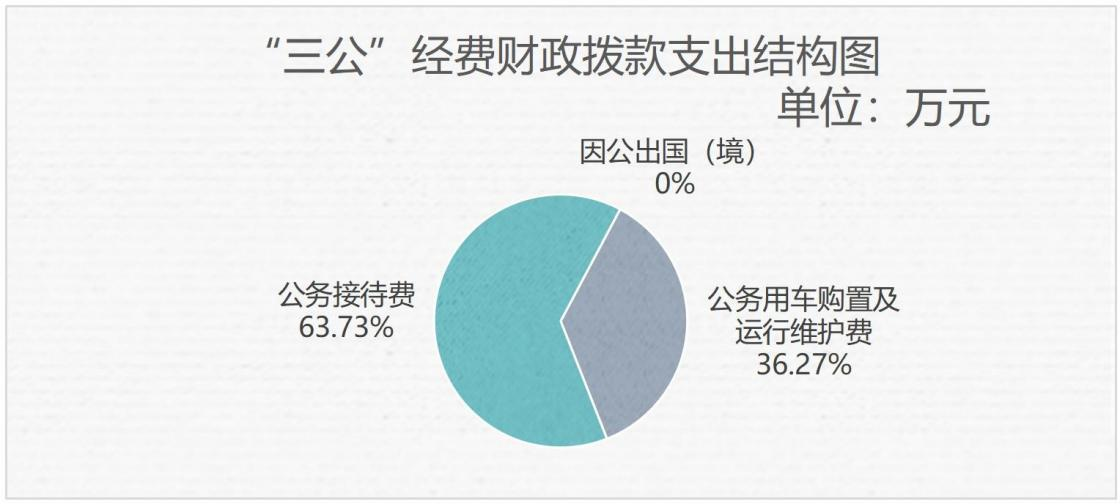 “三公”经费财政拨款支出结构图
单位：万元
因公出国（境）
0%
公务接待费
63.73%
公务用车购置及
运行维护费
36.27%